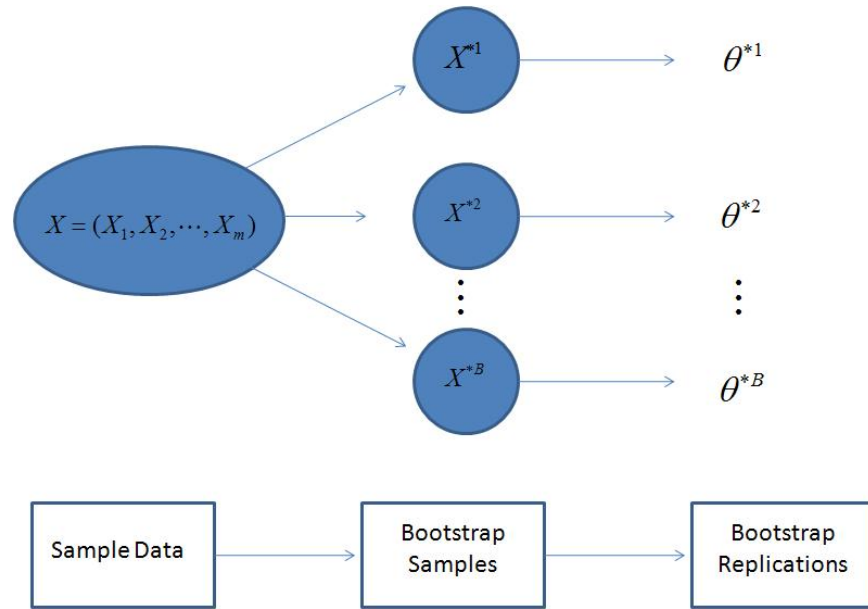 X*1
θ*1
X = (X₁, X₂, ⋯, Xₘ)
X*2
θ*2
⋮
⋮
X*B
θ*B
Sample Data
Bootstrap
Samples
Bootstrap
Replications